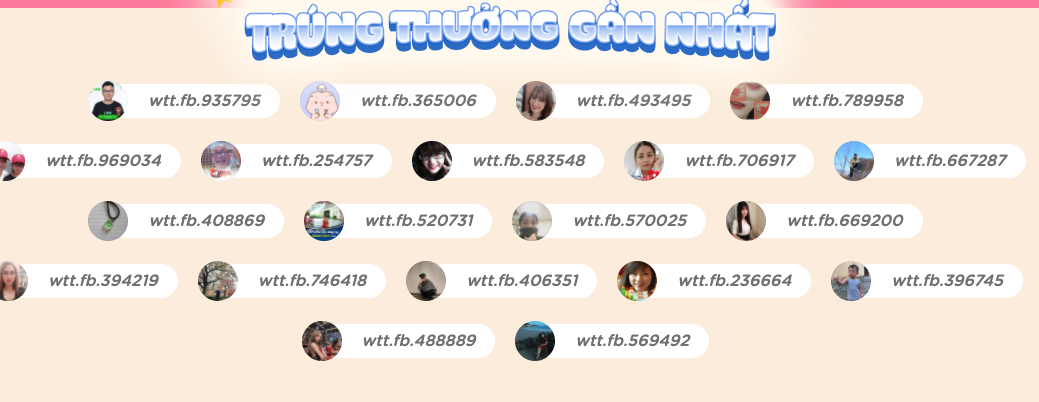 TRÚNG THƯỞNG GẦN NHẤT
wtt.fb.935795 wtt.fb.365006 wtt.fb.493495 wtt.fb.789958
wtt.fb.969034 wtt.fb.254757 wtt.fb.583548 wtt.fb.706917 wtt.fb.667287
wtt.fb.408869 wtt.fb.520731 wtt.fb.570025 wtt.fb.669200
wtt.fb.394219 wtt.fb.746418 wtt.fb.406351 wtt.fb.236664 wtt.fb.396745
wtt.fb.488889 wtt.fb.569492